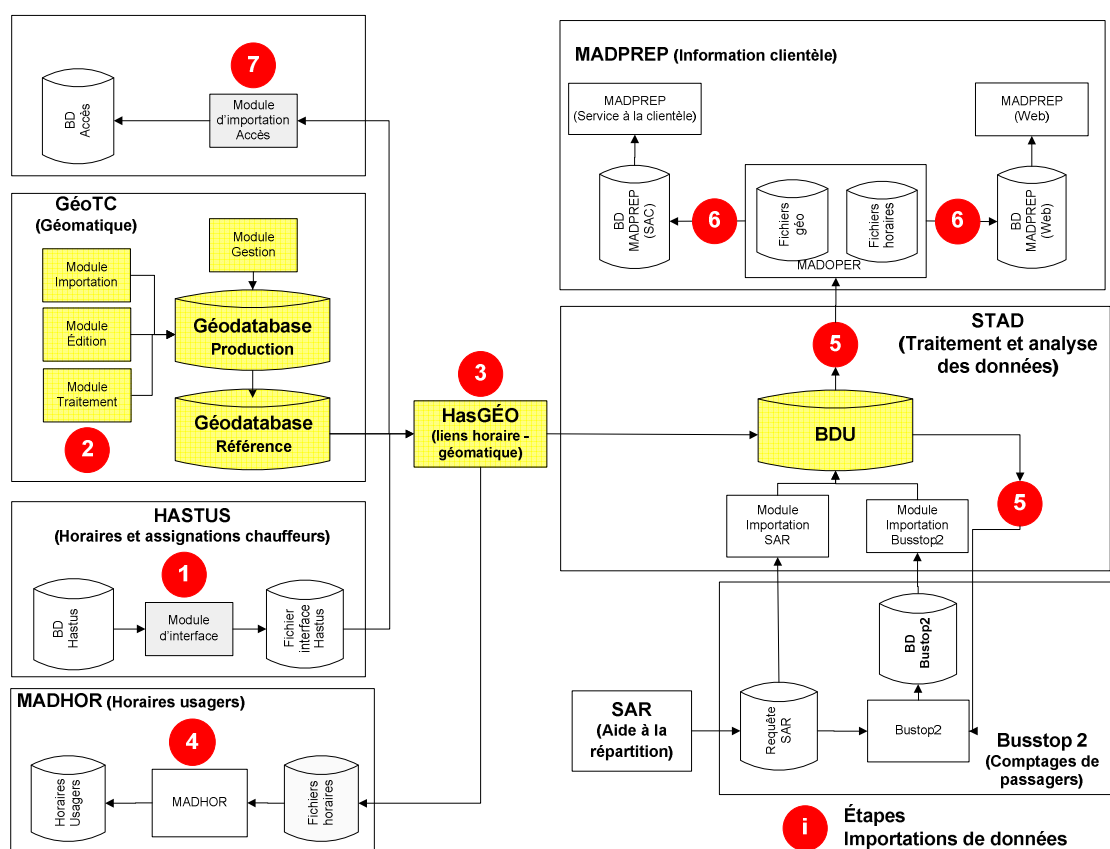 7
BD
Accès
Module
d'importation
Accès
GéoTC
(Géomatique)
Module
Gestion
Module
Importation
Module
Édition
Module
Traitement
2
Géodatabase
Production
Géodatabase
Référence
HASTUS
(Horaires et assignations chauffeurs)
1
BD
Hastus
Module
d'interface
Fichier
interface
Hastus
MADHOR (Horaires usagers)
4
Horaires
Usagers
MADHOR
Fichiers
horaires
3
HasGÉO
(liens horaire -
géomatique)
MADPREP (Information clientèle)
MADPREP
(Service à la clientèle)
MADPREP
(Web)
BD
MADPREP
(SAC)
6
Fichiers
géo
Fichiers
horaires
MADOPER
6
BD
MADPREP
(Web)
STAD
(Traitement et analyse
des données)
5
BDU
5
Module
Importation
SAR
Module
Importation
Busstop2
BD
Bustop2
SAR
(Aide à la
répartition)
Requête
SAR
Bustop2
Busstop 2
(Comptages de
passagers)
i
Étapes
Importations de données